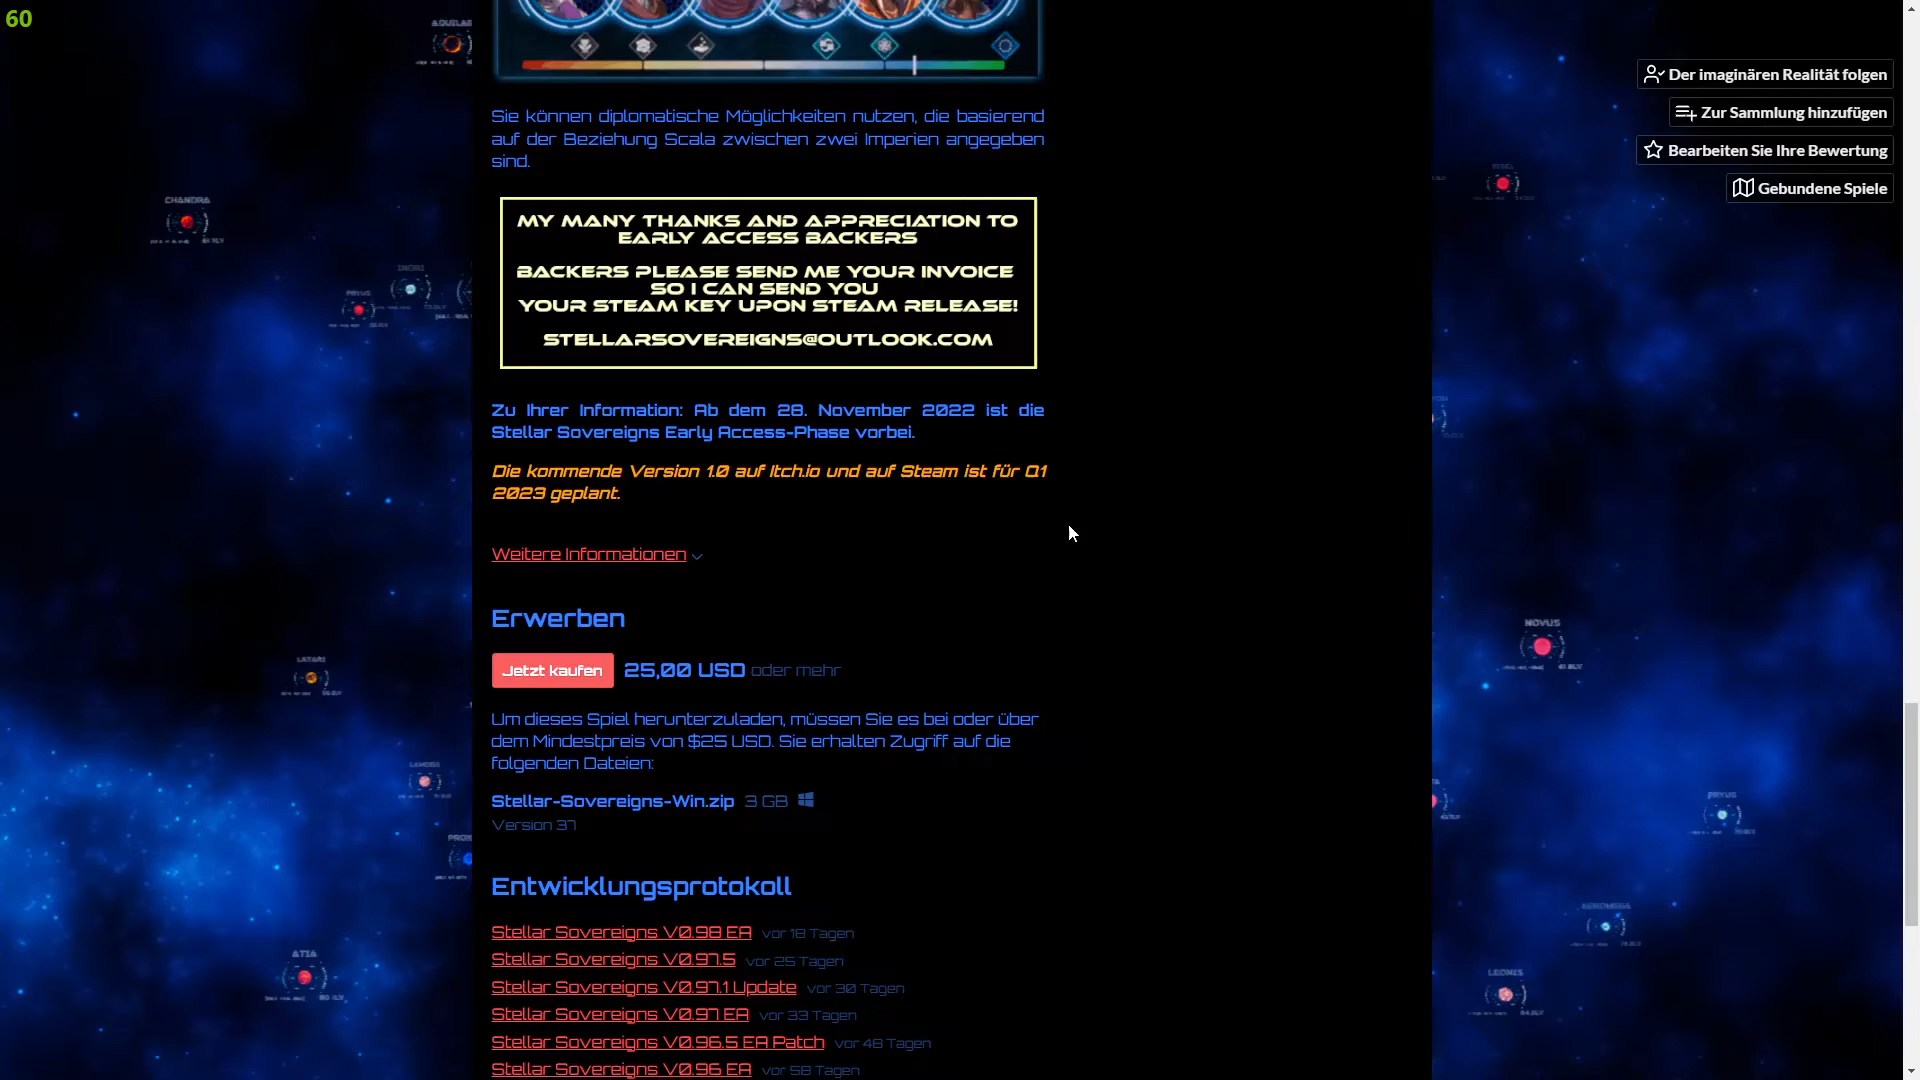 60
AQUILAE
Der imaginären Realität folgen
Zur Sammlung hinzufügen
Bearbeiten Sie Ihre Bewertung
Gebundene Spiele
Sie können diplomatische Möglichkeiten nutzen, die basierend
auf der Beziehung Scala zwischen zwei Imperien angegeben
sind.
MY MANY THANKS AND APPRECIATION TO
EARLY ACCESS BACKERS
BACKERS PLEASE SEND ME YOUR INVOICE
SO I CAN SEND YOU
YOUR STEAM KEY UPON STEAM RELEASE!
STELLARSOVEREIGNS@OUTLOOK.COM
Zu Ihrer Information: Ab dem 28. November 2022 ist die
Stellar Sovereigns Early Access-Phase vorbei.
Die kommende Version 1.0 auf Itch.io und auf Steam ist für Q1
2023 geplant.
Weitere Informationen
Erwerben
Jetzt kaufen 25,00 USD oder mehr
Um dieses Spiel herunterzuladen, müssen Sie es bei oder über
dem Mindestpreis von $25 USD. Sie erhalten Zugriff auf die
folgenden Dateien:
Stellar-Sovereigns-Win.zip 3 GB
Version 37
Entwicklungsprotokoll
Stellar Sovereigns V0.98 EA vor 18 Tagen
Stellar Sovereigns V0.97.5 vor 25 Tagen
Stellar Sovereigns V0.97.1 Update vor 30 Tagen
Stellar Sovereigns V0.97 EA vor 33 Tagen
Stellar Sovereigns V0.96.5 EA Patch vor 48 Tagen
Stellar Sovereigns V0.96 EA vor 58 Tagen
CHANDRA
PRYUS
LATARI
ATIA
NOVUS
PRYUS
LEONIS